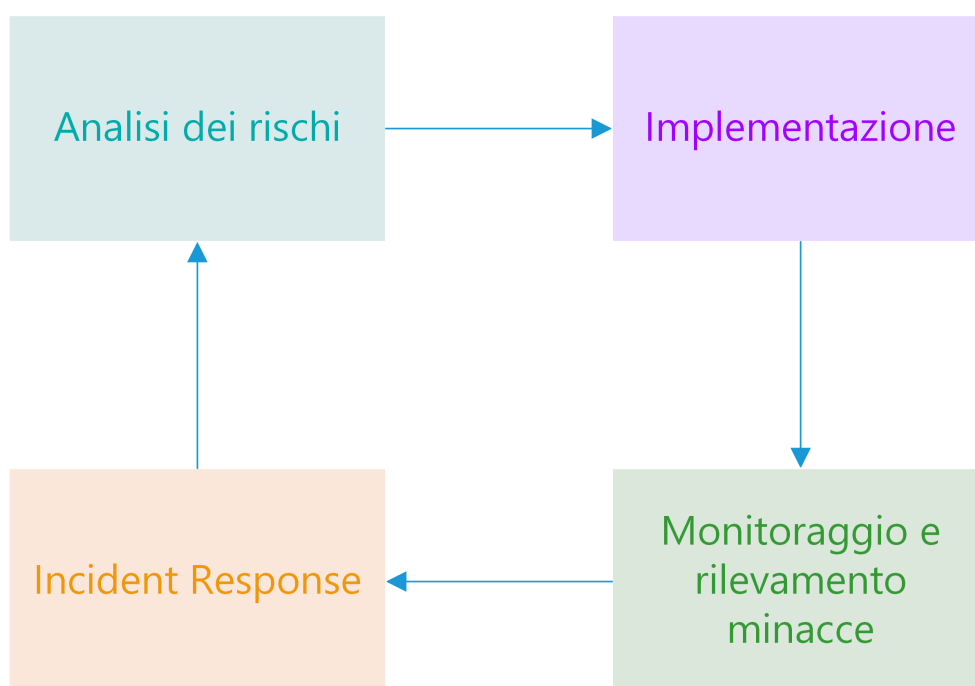 Analisi dei rischi
Implementazione
Incident Response
Monitoraggio e
rilevamento
minacce